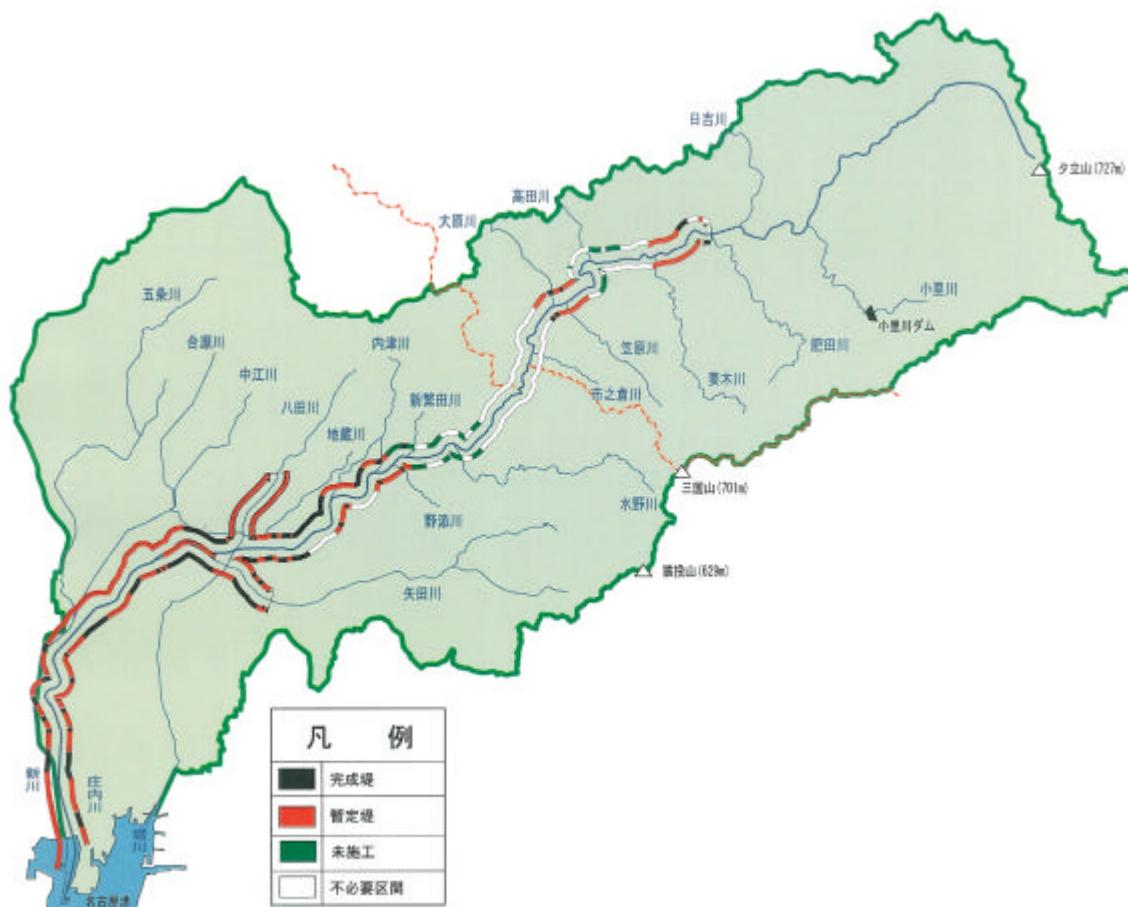 日吉川
夕立山(727m)
高田川
大原川
五条川
小里川
小里川ダム
合瀬川
内津川
笠原川
肥田川
中江川
妻木川
新繁田川
市之倉川
八田川
地蔵川
三国山(701m)
水野川
野添川
猿投山(629m)
矢田川
凡 例
完成堤
暫定堤
未施工
不必要区間
新川
庄内川
堀川
名古屋港